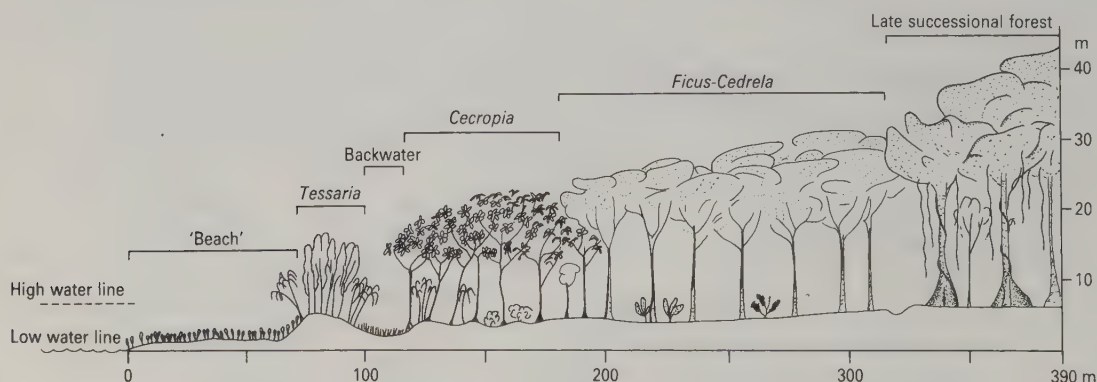 Late successional forest
m
40
Ficus-Cedrela
Cecropia
30
Backwater
Tessaria
20
'Beach'
High water line
10
Low water line
0
100
200
300
390 m